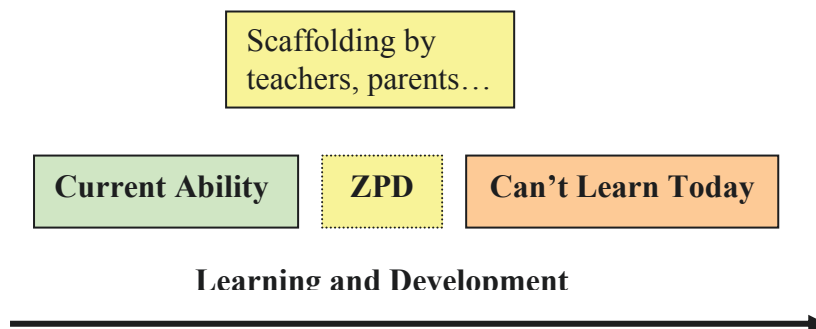 Scaffolding by
teachers, parents…
Current Ability
ZPD
Can’t Learn Today
Learning and Development